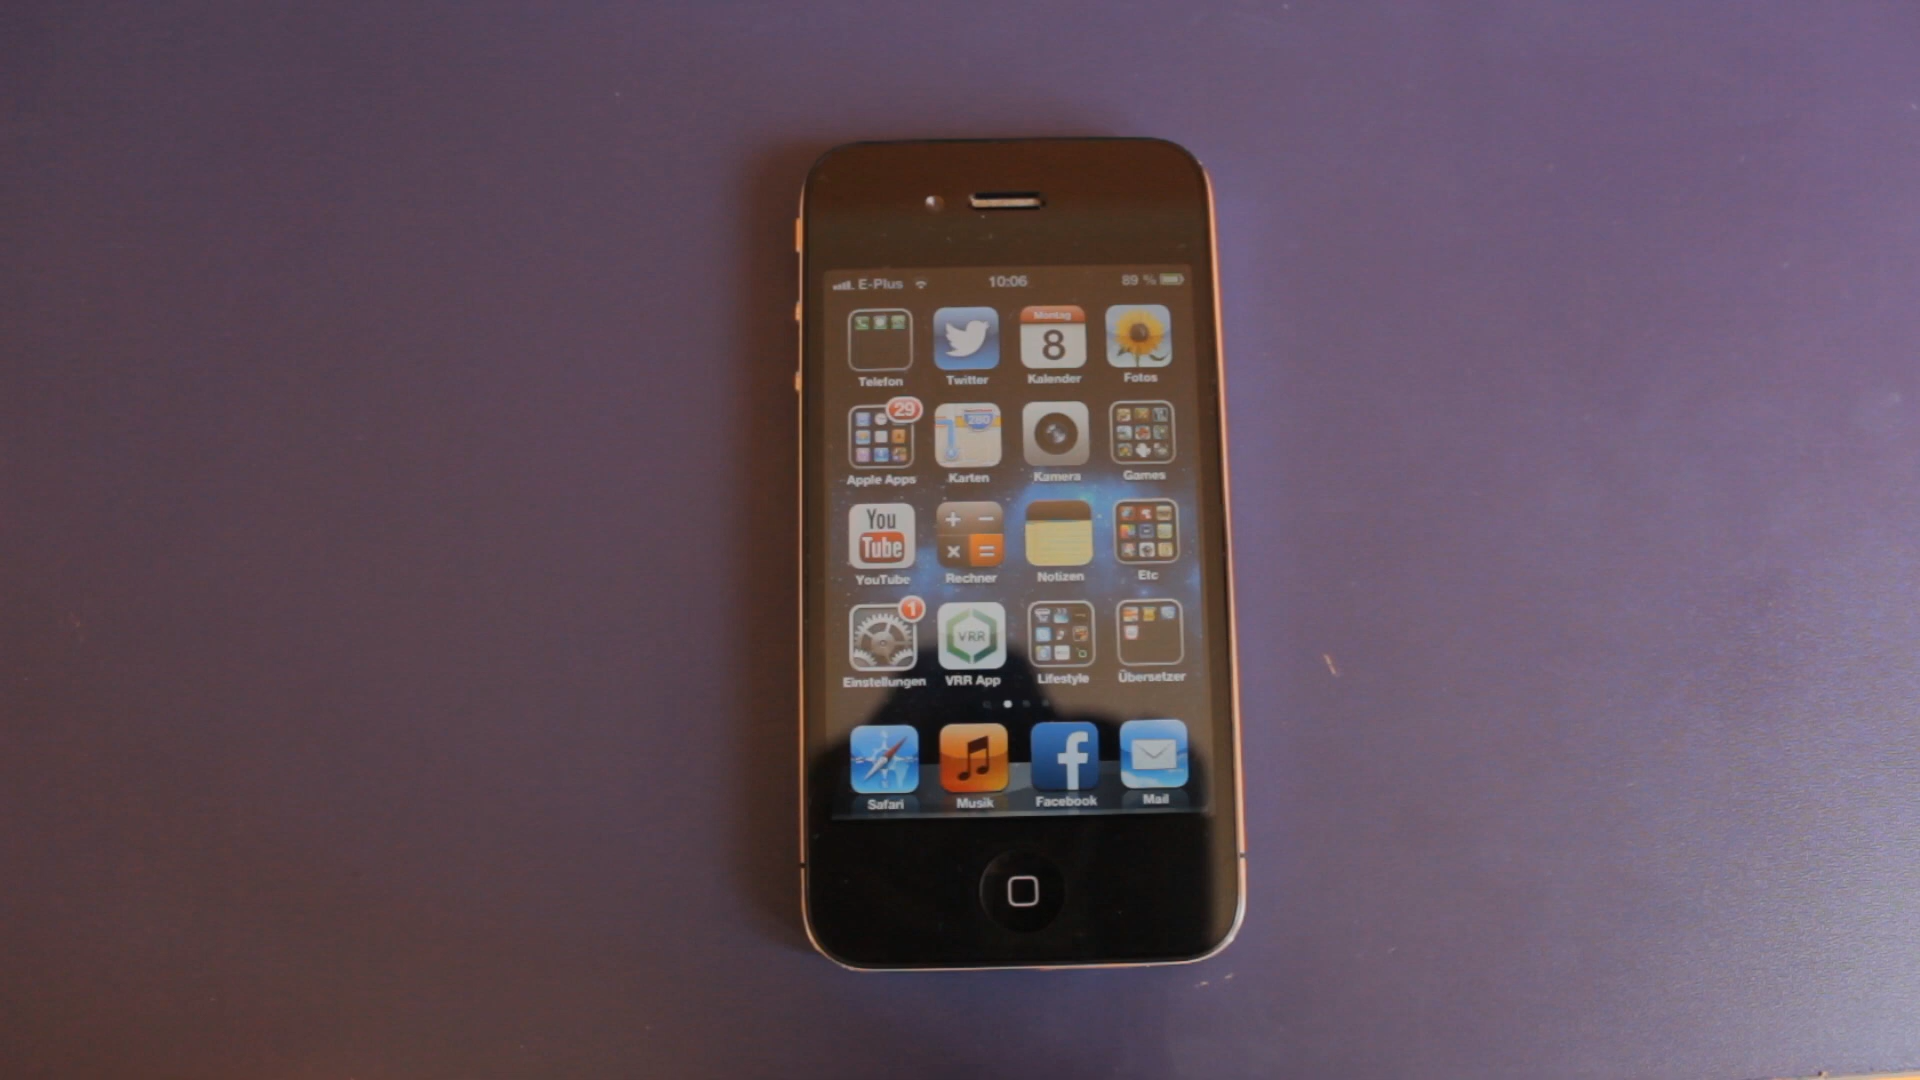 E-Plus 10:06 89 %
Montag
8
Telefon Twitter Kalender Fotos
29
280
Apple Apps Karten Kamera Games
You
Tube
YouTube Rechner Notizen Etc
1
VRR
Einstellungen VRR App Lifestyle Übersetzer
Safari Musik Facebook Mail